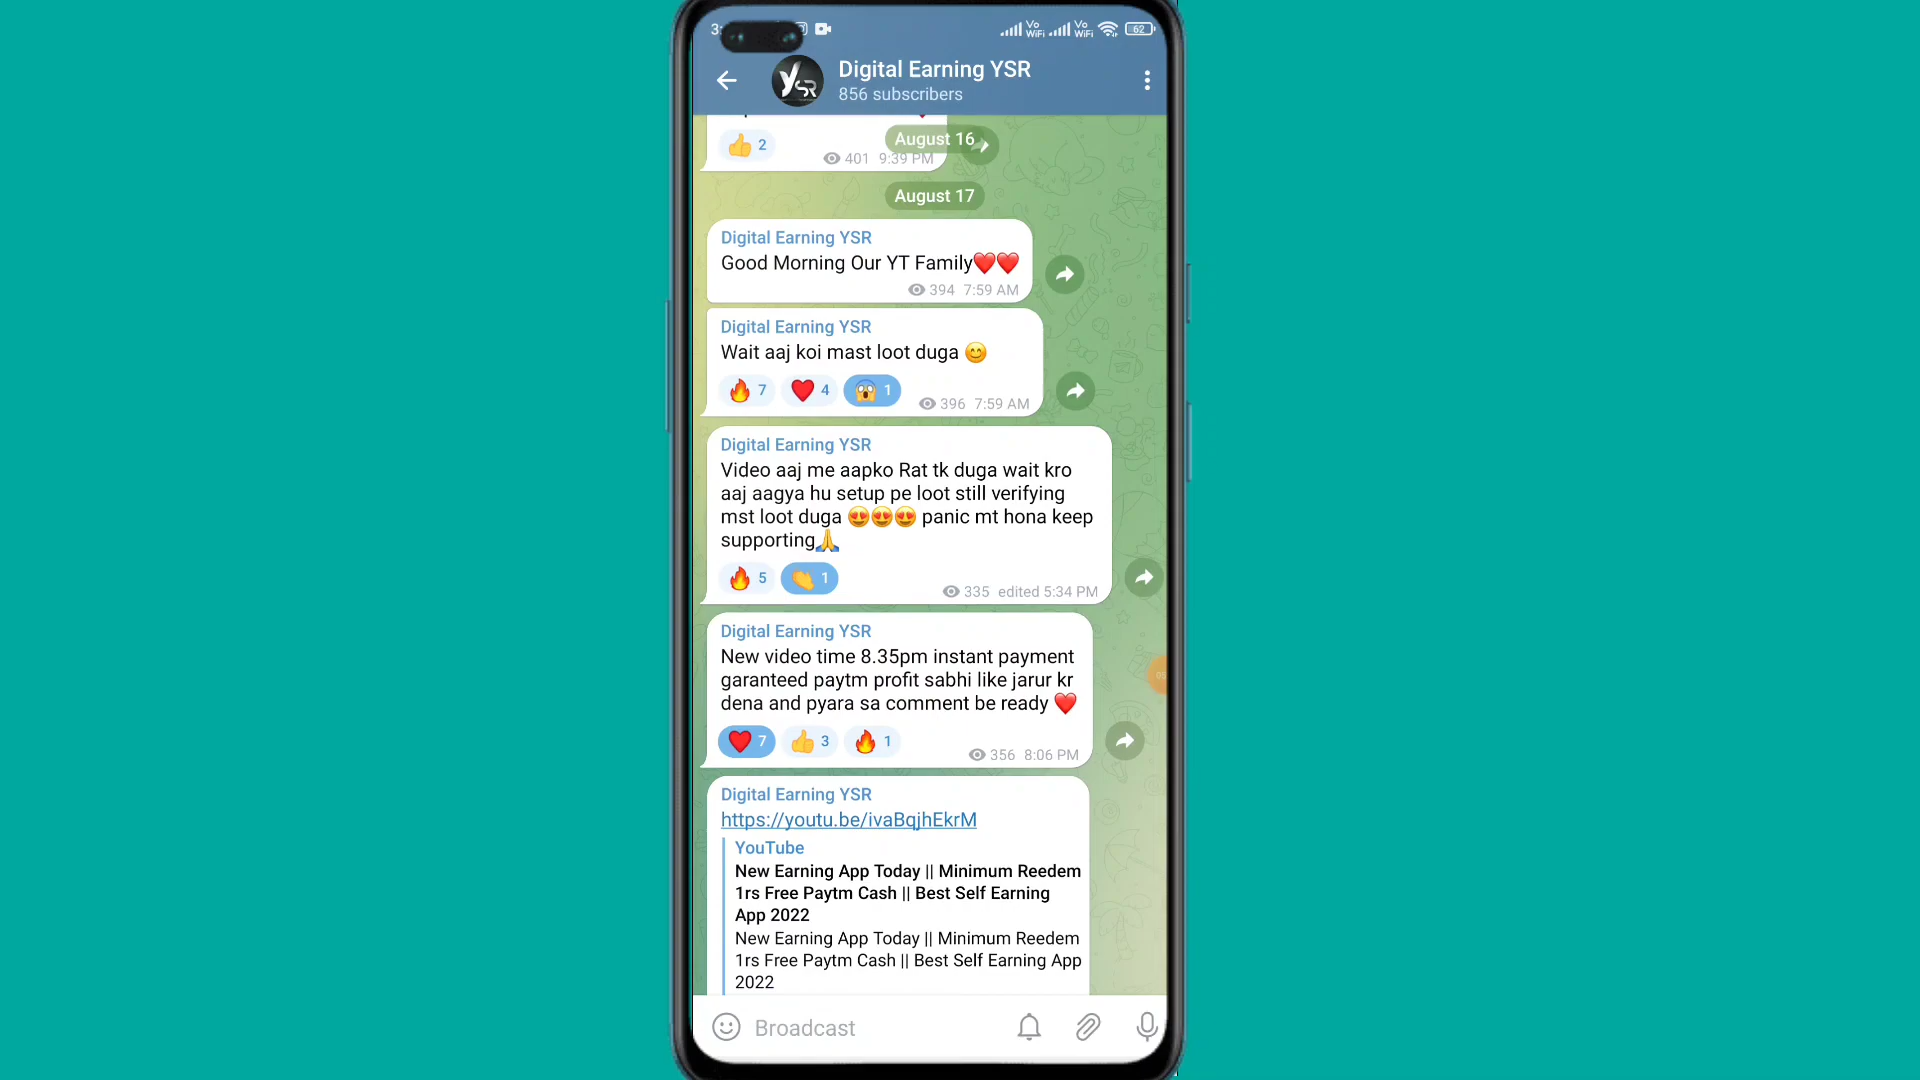 62
Digital Earning YSR
856 subscribers
August 16
2
401 9:39 PM
August 17
Digital Earning YSR
Good Morning Our YT Family❤️❤️
394 7:59 AM
Digital Earning YSR
Wait aaj koi mast loot duga 😊
🔥 7 ❤️ 4 😱 1
396 7:59 AM
Digital Earning YSR
Video aaj me aapko Rat tk duga wait kro
aaj aagya hu setup pe loot still verifying
mst loot duga 😍😍😍 panic mt hona keep
supporting🙏
🔥 5 👏 1
335 edited 5:34 PM
Digital Earning YSR
New video time 8.35pm instant payment
garanteed paytm profit sabhi like jarur kr
dena and pyara sa comment be ready ❤️
❤️ 7 👍 3 🔥 1
356 8:06 PM
Digital Earning YSR
https://youtu.be/ivaBqjhEkrM
YouTube
New Earning App Today || Minimum Reedem
1rs Free Paytm Cash || Best Self Earning
App 2022
New Earning App Today || Minimum Reedem
1rs Free Paytm Cash || Best Self Earning App
2022
Broadcast